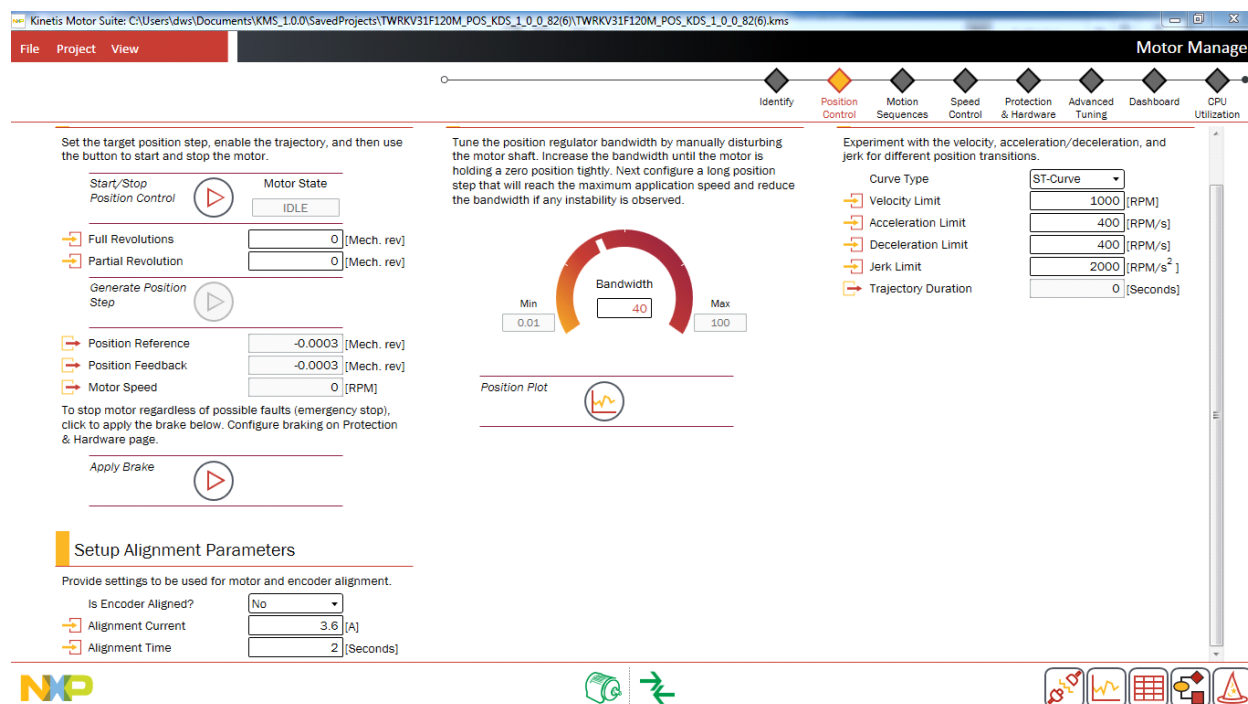 Kinetis Motor Suite: C:\Users\dws\Documents\KMS_1.0.0\SavedProjects\TWRKV31F120M_POS_KDS_1_0_0_82(6)\TWRKV31F120M_POS_KDS_1_0_0_82(6).kms
File Project View
Motor Manage
Identify
Position Control
Motion Sequences
Speed Control
Protection & Hardware
Advanced Tuning
Dashboard
CPU Utilization
Set the target position step, enable the trajectory, and then use
the button to start and stop the motor.
Start/Stop
Position Control
Motor State
IDLE
Full Revolutions 0 [Mech. rev]
Partial Revolution 0 [Mech. rev]
Generate Position
Step
Position Reference -0.0003 [Mech. rev]
Position Feedback -0.0003 [Mech. rev]
Motor Speed 0 [RPM]
To stop motor regardless of possible faults (emergency stop),
click to apply the brake below. Configure braking on Protection
& Hardware page.
Apply Brake
Setup Alignment Parameters
Provide settings to be used for motor and encoder alignment.
Is Encoder Aligned? No
Alignment Current 3.6 [A]
Alignment Time 2 [Seconds]
Tune the position regulator bandwidth by manually disturbing
the motor shaft. Increase the bandwidth until the motor is
holding a zero position tightly. Next configure a long position
step that will reach the maximum application speed and reduce
the bandwidth if any instability is observed.
Bandwidth
40
Min
0.01
Max
100
Position Plot
Experiment with the velocity, acceleration/deceleration, and
jerk for different position transitions.
Curve Type ST-Curve
Velocity Limit 1000 [RPM]
Acceleration Limit 400 [RPM/s]
Deceleration Limit 400 [RPM/s]
Jerk Limit 2000 [RPM/s² ]
Trajectory Duration 0 [Seconds]
NXP